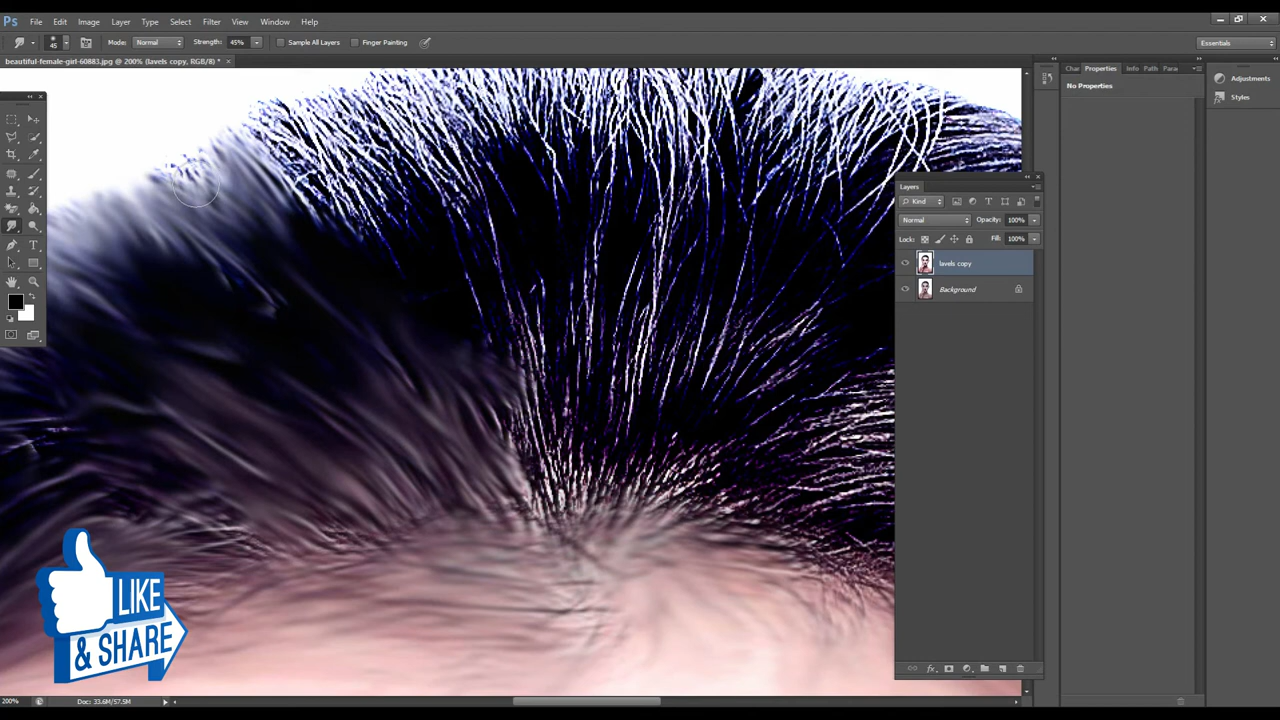 Ps File Edit Image Layer Type Select Filter View Window Help
45 Mode: Normal Strength: 45% Sample All Layers Finger Painting Essentials
beautiful-female-girl-60883.jpg @ 200% (lavels copy, RGB/8) * ×
Char Properties Info Path Para
No Properties
Adjustments
Styles
Layers
Kind
Normal Opacity: 100%
Lock: Fill: 100%
lavels copy
Background
fx
LIKE
& SHARE
200% Doc: 33.6M/57.5M